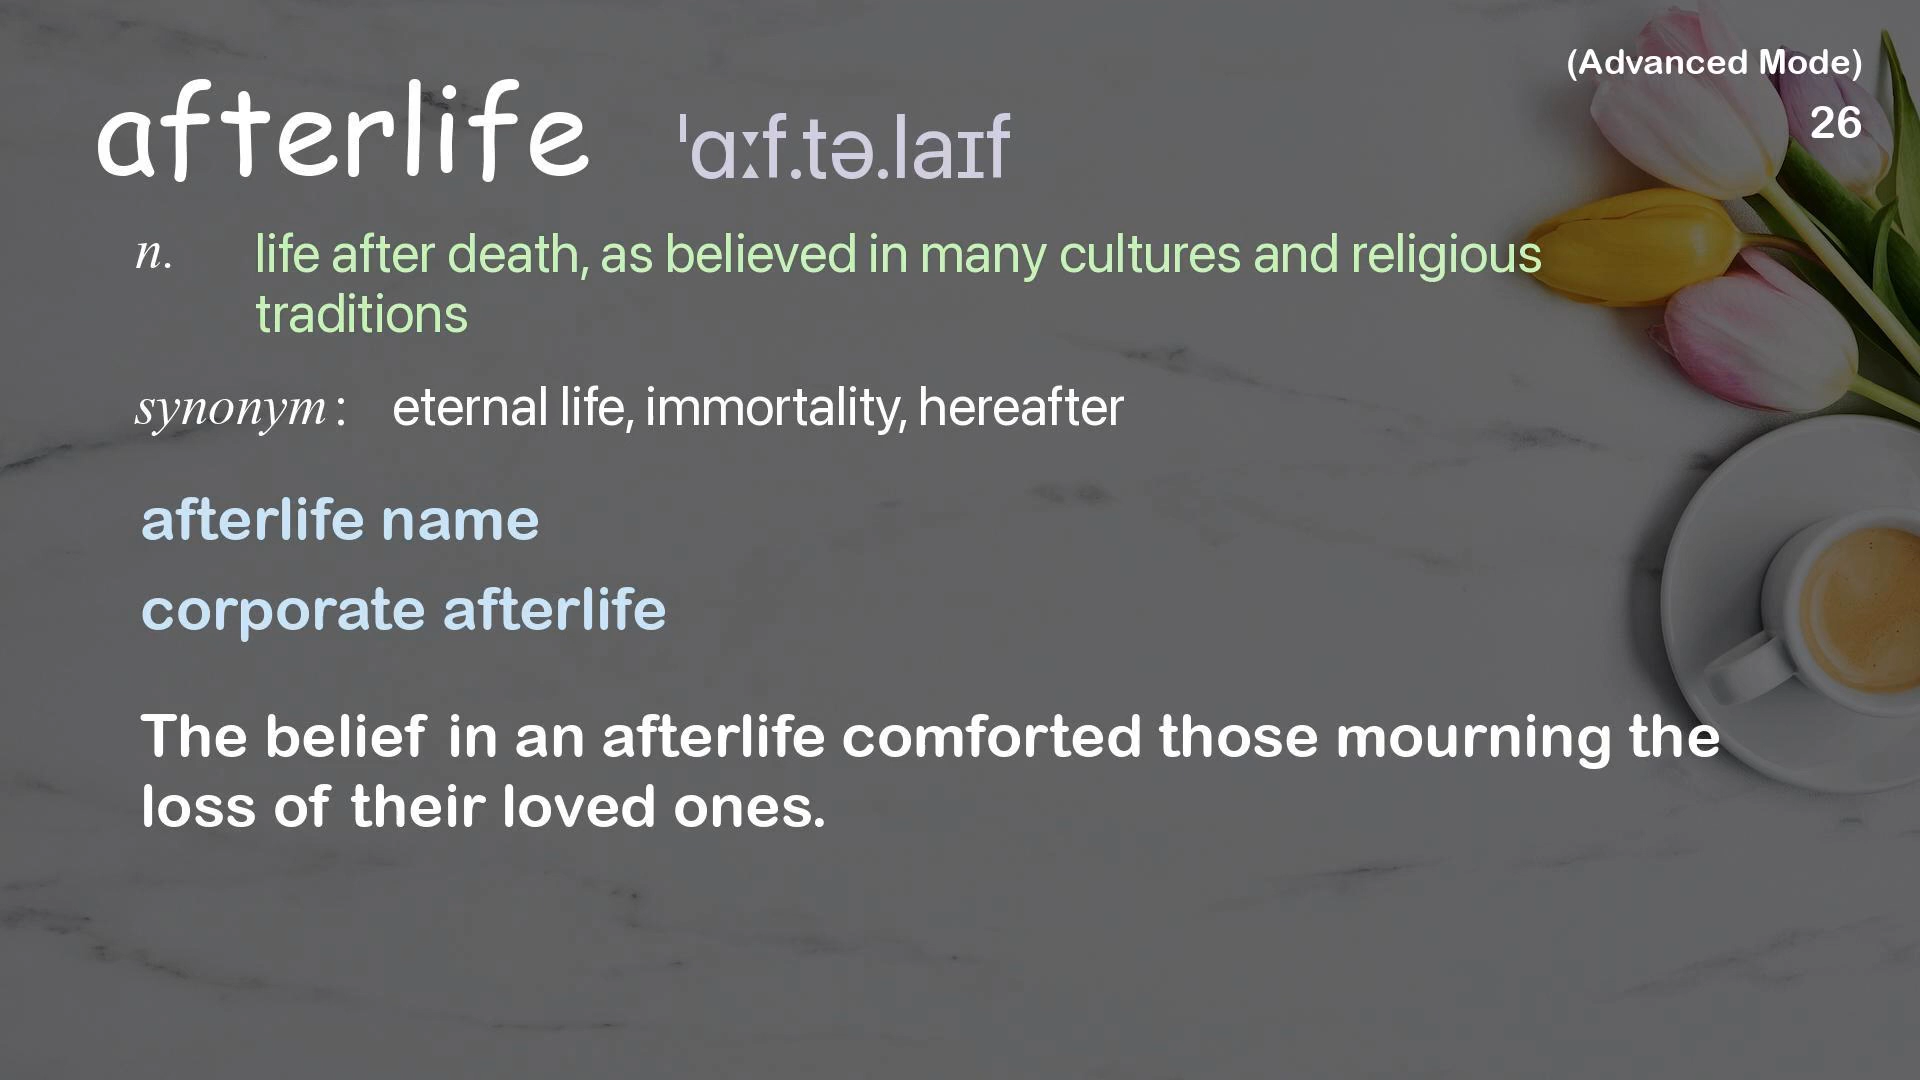 (Advanced Mode)
26
afterlife ˈɑːf.tə.laɪf
n. life after death, as believed in many cultures and religious
traditions
synonym: eternal life, immortality, hereafter
afterlife name
corporate afterlife
The belief in an afterlife comforted those mourning the
loss of their loved ones.